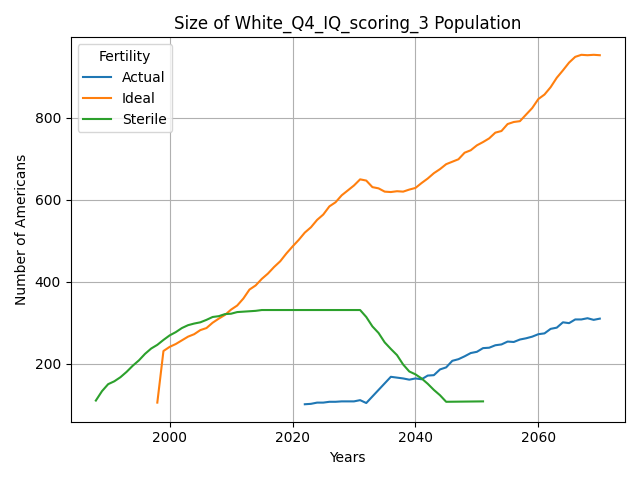 Size of White_Q4_IQ_scoring_3 Population
Fertility
Actual
Ideal
Sterile
Number of Americans
800
600
400
200
2000
2020
2040
2060
Years